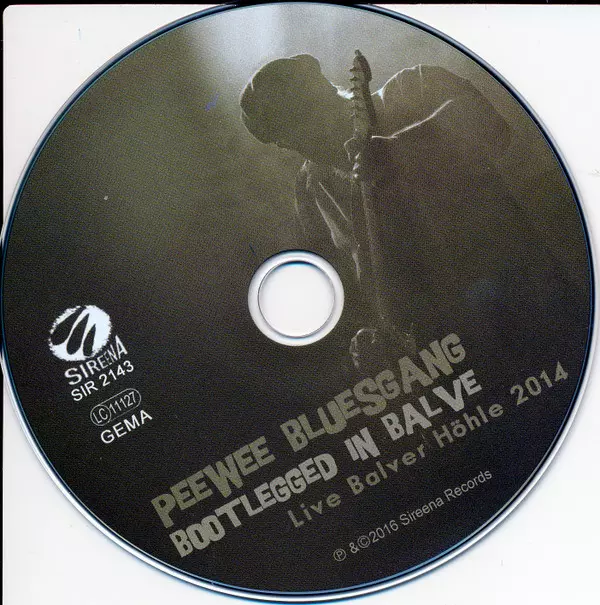 SIREENA
SIR 2143
LC 11127
GEMA
PEEWEE BLUESGANG
BOOTLEGGED IN BALVE
Live Balver Höhle 2014
℗ &©2016 Sireena Records